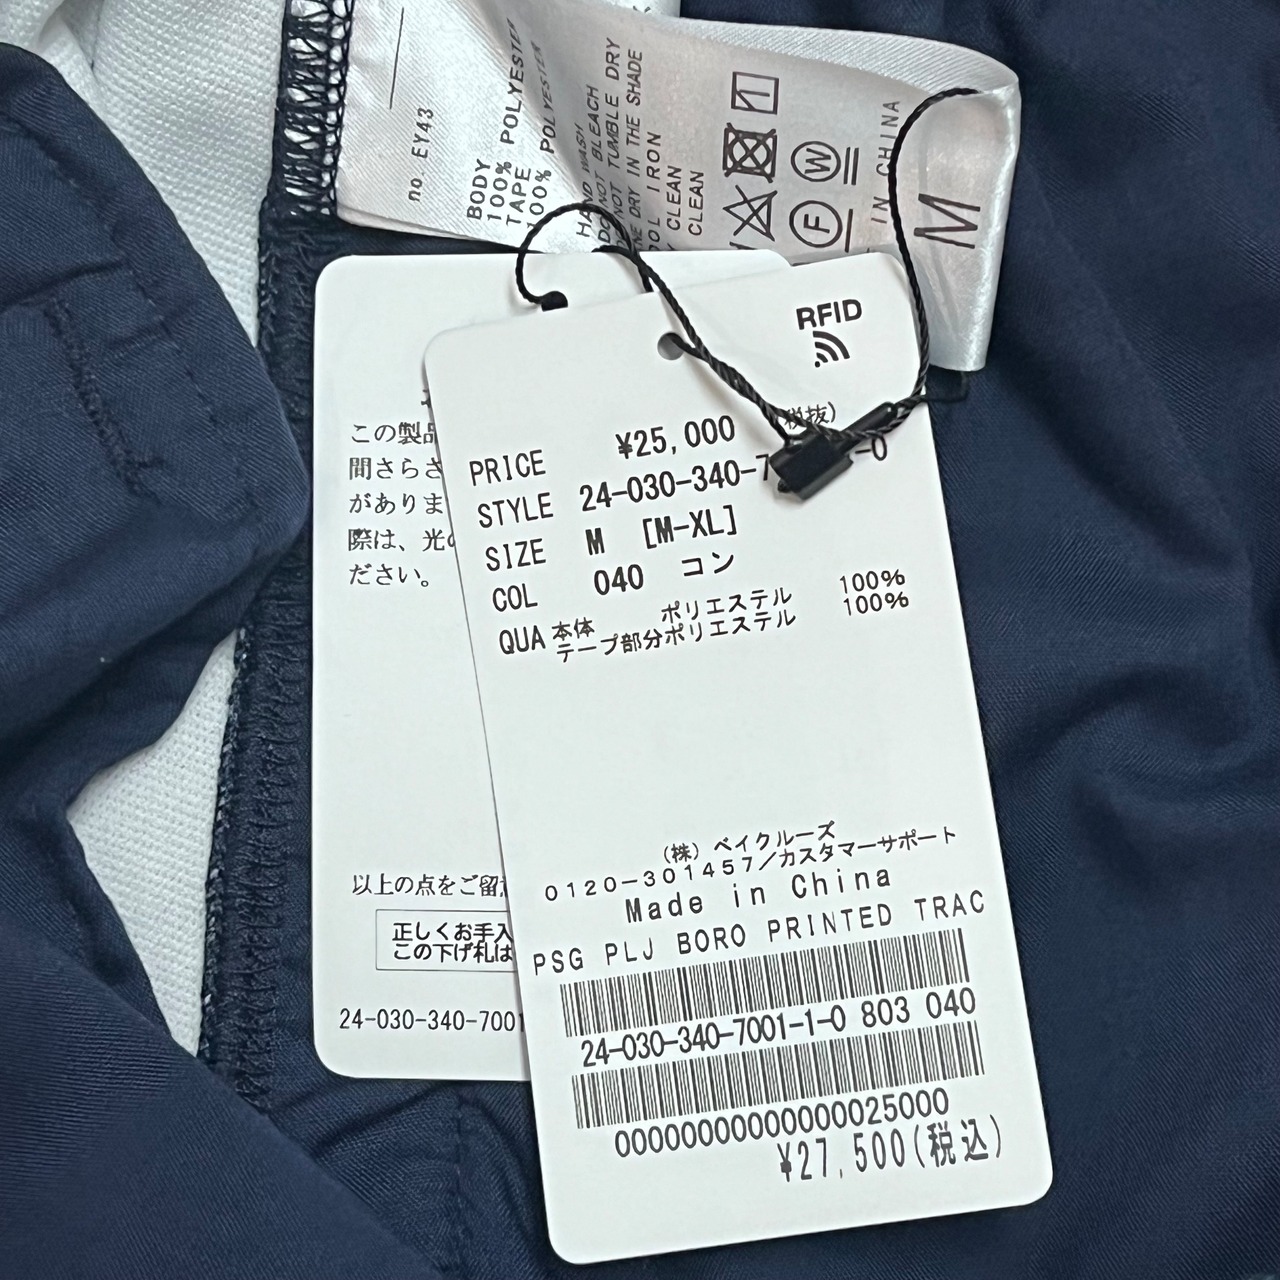 no. EY43
BODY
100% POLYESTER
TAPE
100% POLYESTER
HAND WASH
DO NOT BLEACH
DO NOT TUMBLE DRY
DRY IN THE SHADE
IRON
CLEAN
CLEAN
W
F
IN CHINA
M
RFID
PRICE ¥25,000 (税抜)
STYLE 24-030-340-7 -0
SIZE M [M-XL]
COL 040 コン
QUA 本体 ポリエステル 100%
テープ部分ポリエステル 100%
(株) ベイクルーズ
0120-301457/カスタマーサポート
Made in China
PSG PLJ BORO PRINTED TRAC
24-030-340-7001-1-0 803 040
0000000000000025000
¥27,500(税込)
この製品
間さらさ
がありま
際は、光
ださい。
以上の点をご留
正しくお手入
この下げ札は
24-030-340-7001